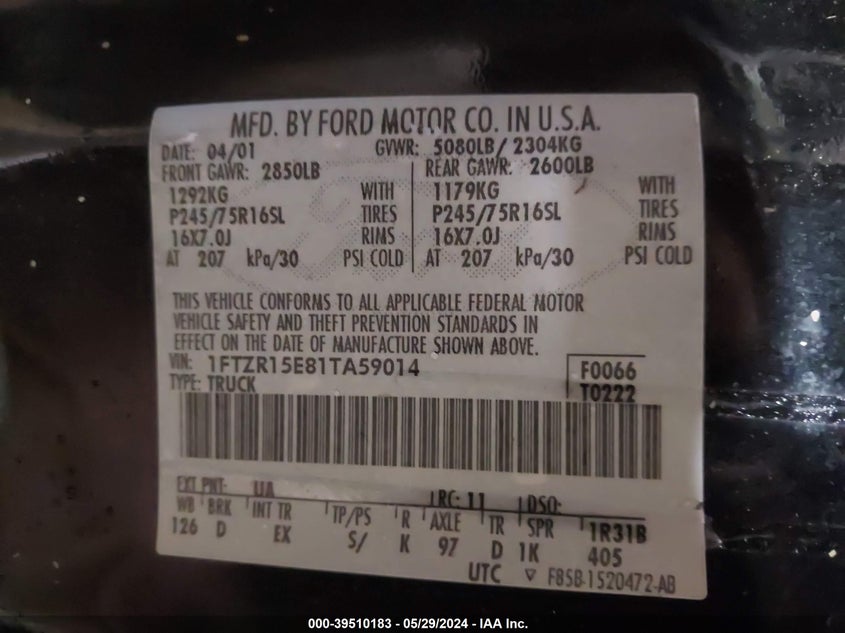 MFD. BY FORD MOTOR CO. IN U.S.A.
DATE: 04/01 GVWR: 5080LB/ 2304KG
FRONT GAWR: 2850LB REAR GAWR: 2600LB
1292KG WITH 1179KG WITH
P245/75R16SL TIRES P245/75R16SL TIRES
16X7.0J RIMS 16X7.0J RIMS
AT 207 kPa/30 PSI COLD AT 207 kPa/30 PSI COLD
THIS VEHICLE CONFORMS TO ALL APPLICABLE FEDERAL MOTOR
VEHICLE SAFETY AND THEFT PREVENTION STANDARDS IN
EFFECT ON THE DATE OF MANUFACTURE SHOWN ABOVE.
VIN: 1FTZR15E81TA59014 F0066
TYPE: TRUCK T0222
EXT PNT: UA RC: 11 DSO:
WB BRK INT TR TP/PS R AXLE TR SPR 1R31B
126 D EX S/ K 97 D 1K 405
UTC ▽ F85B-1520472-AB
000-39510183 - 05/29/2024 - IAA Inc.